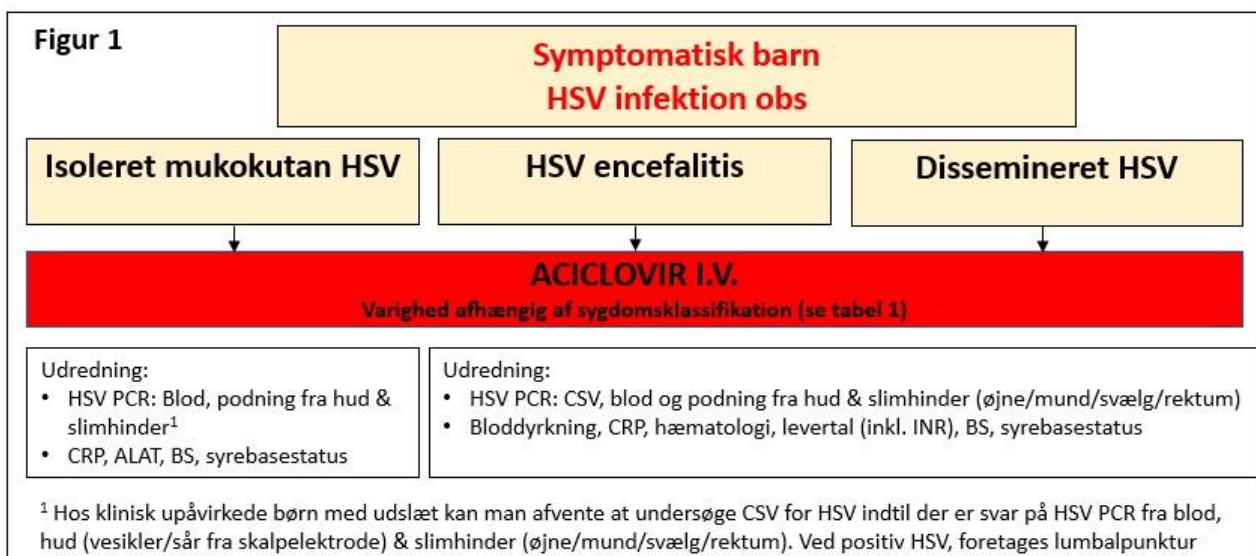 Figur 1
Symptomatisk barn
HSV infektion obs
Isoleret mukokutan HSV
HSV encefalitis
Dissemineret HSV
ACICLOVIR I.V.
Varighed afhængig af sygdomsklassifikation (se tabel 1)
Udredning:
• HSV PCR: Blod, podning fra hud &
slimhinder¹
• CRP, ALAT, BS, syrebasestatus
Udredning:
• HSV PCR: CSV, blod og podning fra hud & slimhinder (øjne/mund/svælg/rektum)
• Bloddyrkning, CRP, hæmatologi, levertal (inkl. INR), BS, syrebasestatus
¹ Hos klinisk upåvirkede børn med udslæt kan man afvente at undersøge CSV for HSV indtil der er svar på HSV PCR fra blod,
hud (vesikler/sår fra skalpelektrode) & slimhinder (øjne/mund/svælg/rektum). Ved positiv HSV, foretages lumbalpunktur